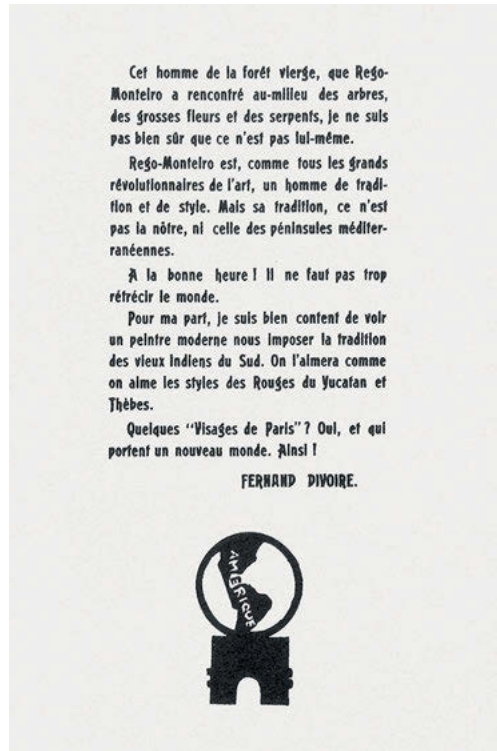 Cet homme de la forêt vierge, que Rego-
Monteiro a rencontré au-milieu des arbres,
des grosses fleurs et des serpents, je ne suis
pas bien sûr que ce n'est pas lui-même.
Rego-Monteiro est, comme tous les grands
révolutionnaires de l'art, un homme de tradi-
tion et de style. Mais sa tradition, ce n'est
pas la nôtre, ni celle des péninsules méditer-
ranéennes.
A la bonne heure ! Il ne faut pas trop
rétrécir le monde.
Pour ma part, je suis bien content de voir
un peintre moderne nous imposer la tradition
des vieux Indiens du Sud. On l'aimera comme
on aime les styles des Rouges du Yucatan et
Thèbes.
Quelques "Visages de Paris" ? Oui, et qui
portent un nouveau monde. Ainsi !
FERNAND DIVOIRE.
AMÉRIQUE